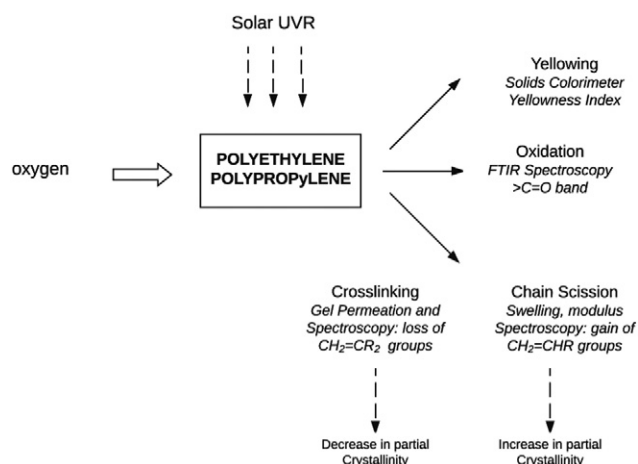 Solar UVR
oxygen
POLYETHYLENE
POLYPROPyLENE
Yellowing
Solids Colorimeter
Yellowness Index
Oxidation
FTIR Spectroscopy
>C=O band
Crosslinking
Gel Permeation and
Spectroscopy: loss of
CH₂=CR₂ groups
Chain Scission
Swelling, modulus
Spectroscopy: gain of
CH₂=CHR groups
Decrease in partial
Crystallinity
Increase in partial
Crystallinity